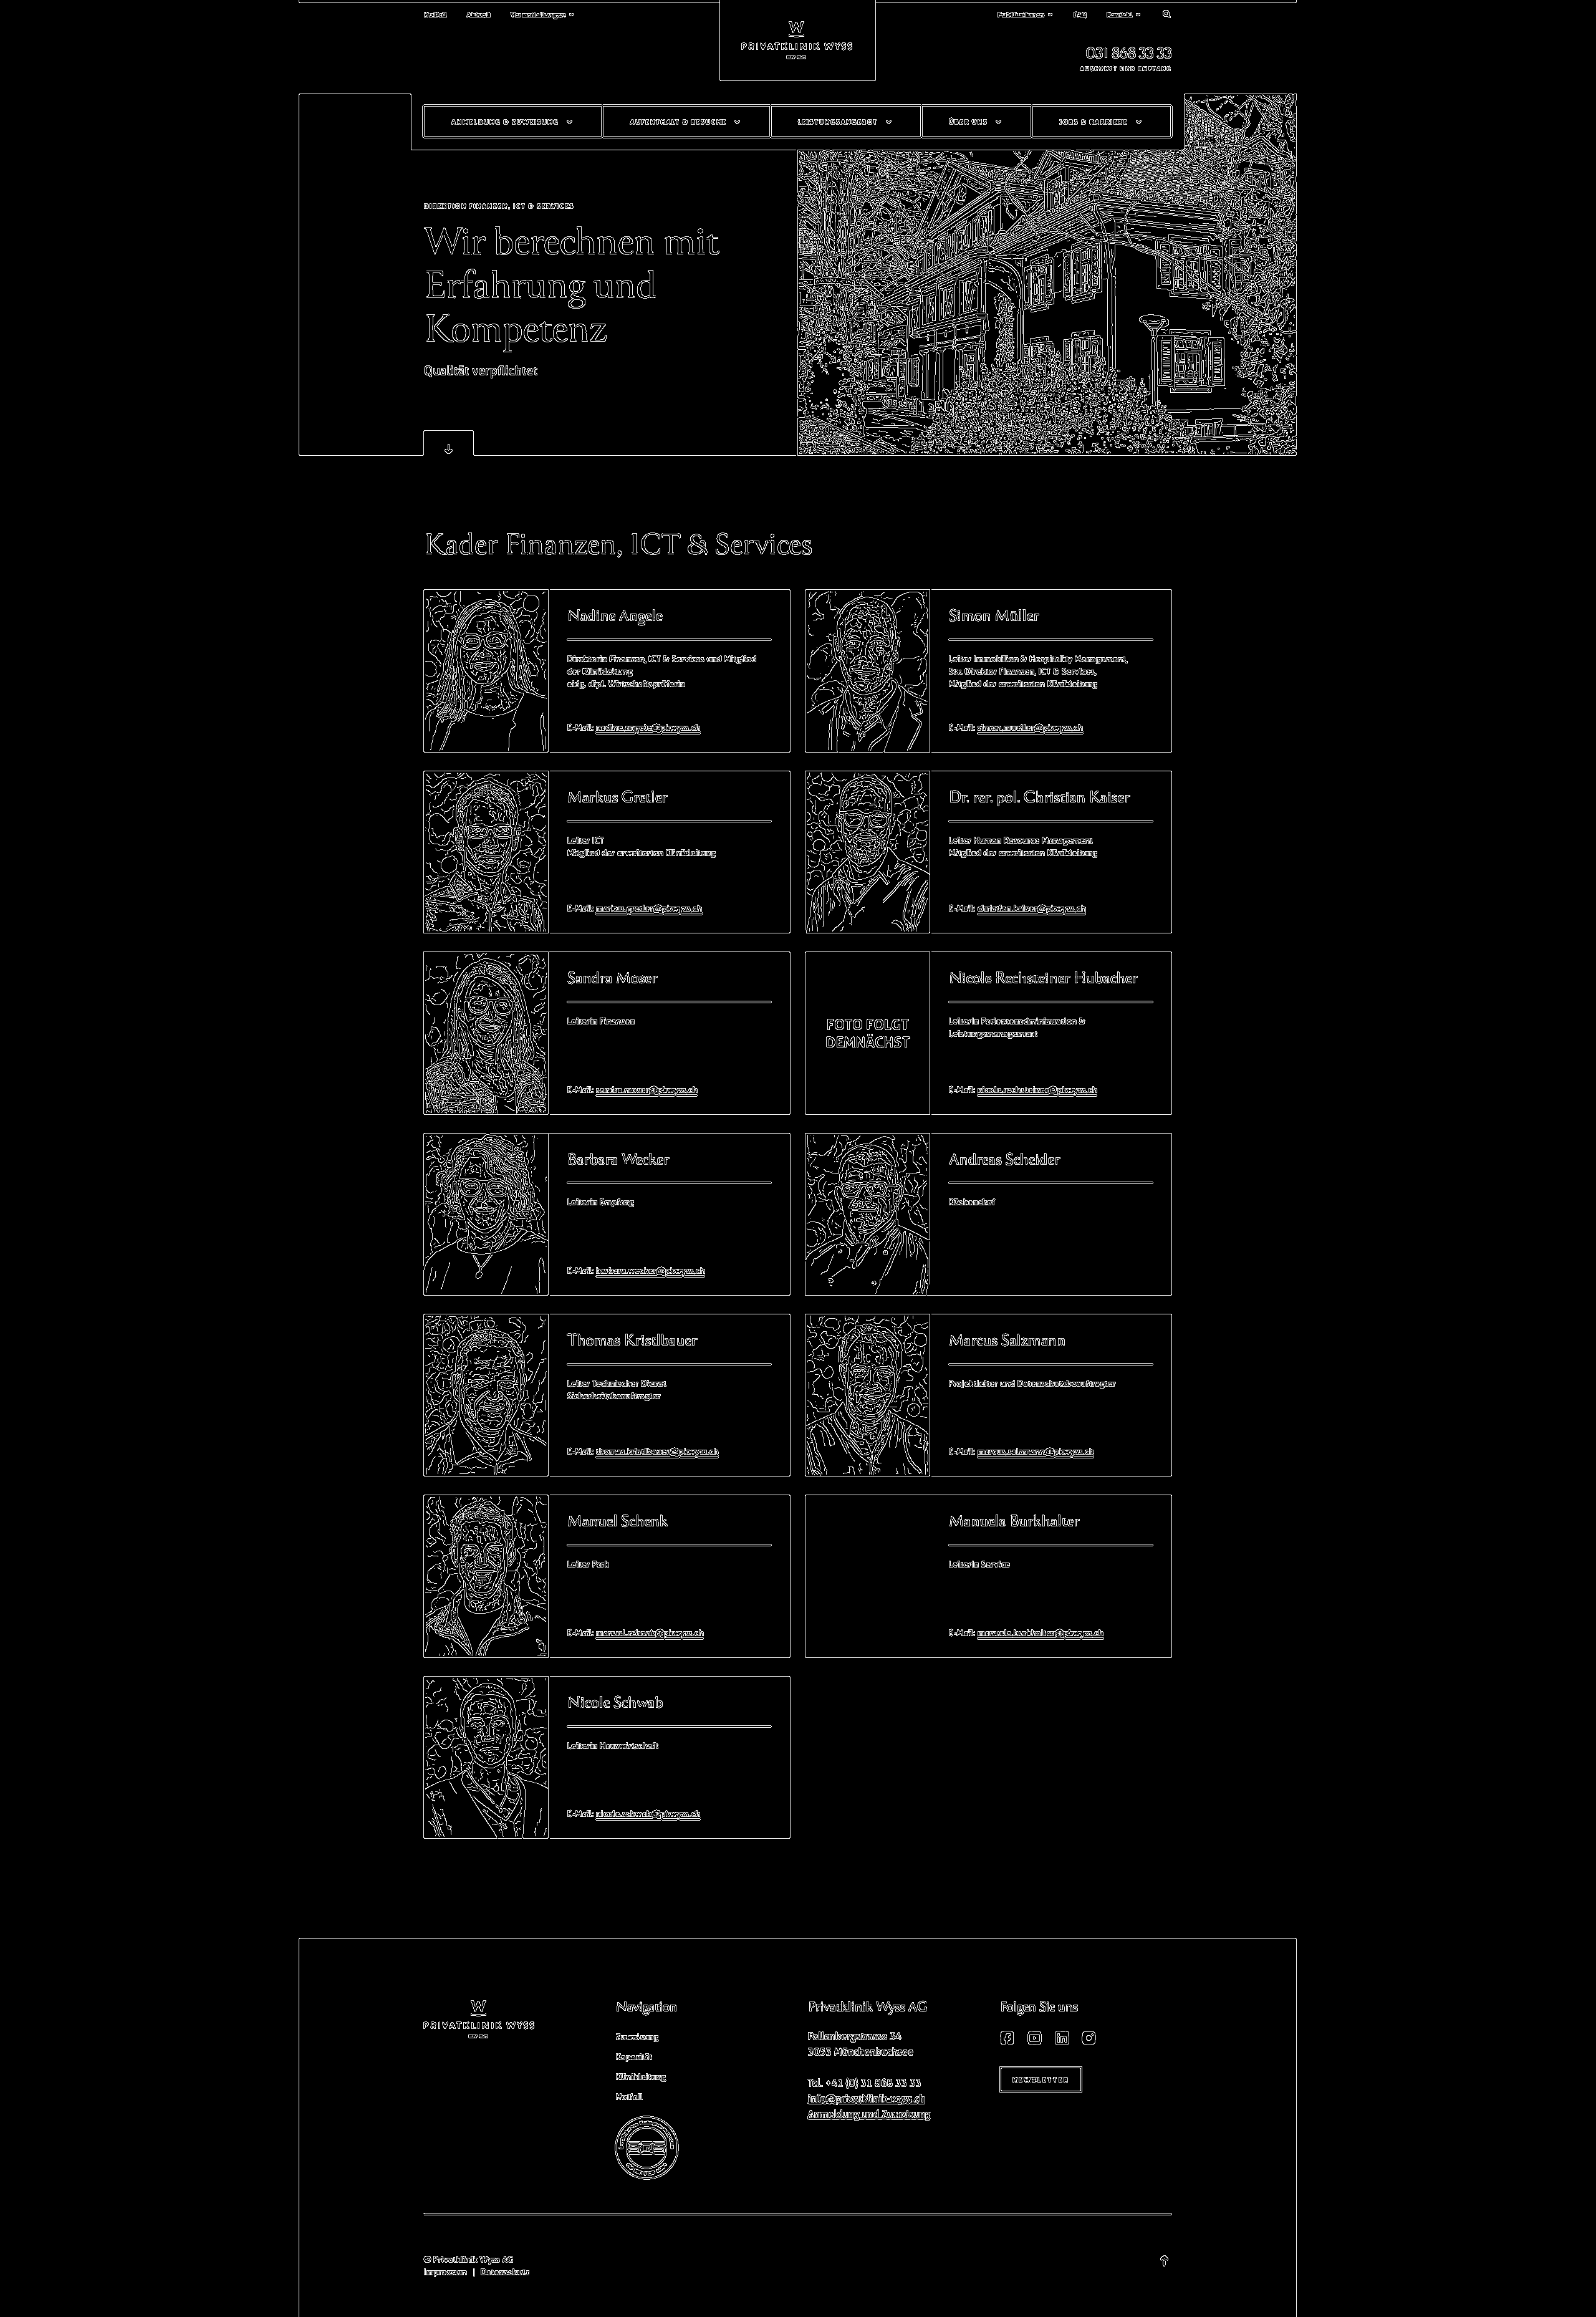 Notfall Aktuell Veranstaltungen
W
PRIVATKLINIK WYSS
Publikationen FAQ Kontakt
031 868 33 33
AUSKUNFT UND EMPFANG
ANMELDUNG & ZUWEISUNG
AUFENTHALT & BESUCHE
LEISTUNGSANGEBOT
ÜBER UNS
JOBS & KARRIERE
DIREKTION FINANZEN, ICT & SERVICES
Wir berechnen mit
Erfahrung und
Kompetenz
Qualität verpflichtet
Kader Finanzen, ICT & Services
Nadine Angele
Direktorin Finanzen, ICT & Services und Mitglied
der Klinikleitung
eidg. dipl. Wirtschaftsprüferin
E-Mail: nadine.angele@pkwyss.ch
Simon Müller
Leiter Immobilien & Hospitality Management,
Stv. Direktor Finanzen, ICT & Services,
Mitglied der erweiterten Klinikleitung
E-Mail: simon.mueller@pkwyss.ch
Markus Gretler
Leiter ICT
Mitglied der erweiterten Klinikleitung
E-Mail: markus.gretler@pkwyss.ch
Dr. rer. pol. Christian Kaiser
Leiter Human Resource Management
Mitglied der erweiterten Klinikleitung
E-Mail: christian.kaiser@pkwyss.ch
Sandra Moser
Leiterin Finanzen
E-Mail: sandra.moser@pkwyss.ch
FOTO FOLGT
DEMNÄCHST
Nicole Rechsteiner Hubacher
Leiterin Patientenadministration &
Leistungsmanagement
E-Mail: nicole.rechsteiner@pkwyss.ch
Barbara Wecker
Leiterin Empfang
E-Mail: barbara.wecker@pkwyss.ch
Andreas Scheider
Küchenchef
Thomas Kristlbauer
Leiter Technischer Dienst
Sicherheitsbeauftragter
E-Mail: thomas.kristlbauer@pkwyss.ch
Marcus Salzmann
Projektleiter und Datenschutzbeauftragter
E-Mail: marcus.salzmann@pkwyss.ch
Manuel Schenk
Leiter Park
E-Mail: manuel.schenk@pkwyss.ch
Manuela Burkhalter
Leiterin Service
E-Mail: manuela.burkhalter@pkwyss.ch
Nicole Schwab
Leiterin Hauswirtschaft
E-Mail: nicole.schwab@pkwyss.ch
W
PRIVATKLINIK WYSS
Navigation
Zuweisung
Kapazität
Klinikleitung
Notfall
Privatklinik Wyss AG
Fellenbergstrasse 34
3053 Münchenbuchsee
Tel. +41 (0) 31 868 33 33
info@privatklinik-wyss.ch
Anmeldung und Zuweisung
Folgen Sie uns
NEWSLETTER
© Privatklinik Wyss AG
Impressum | Datenschutz